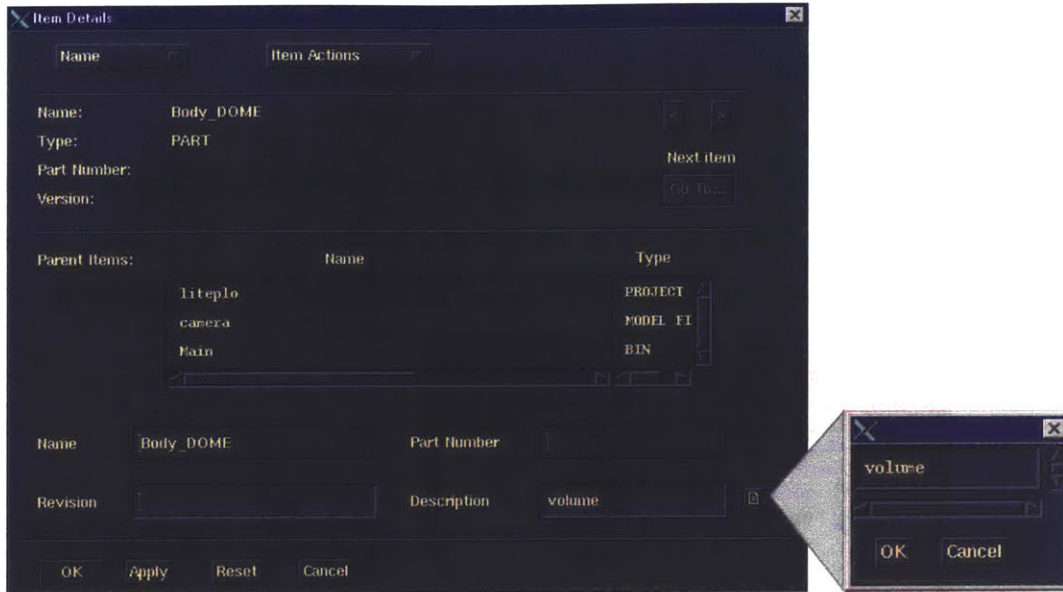 Item Details
Name Item Actions
Name: Body_DOME
Type: PART
Part Number:
Version:
< >
Next item
Go To...
Parent Items: Name Type
liteplo PROJECT
camera MODEL FI
Main BIN
Name Body_DOME Part Number
Revision Description volume
OK Apply Reset Cancel
volume
OK Cancel